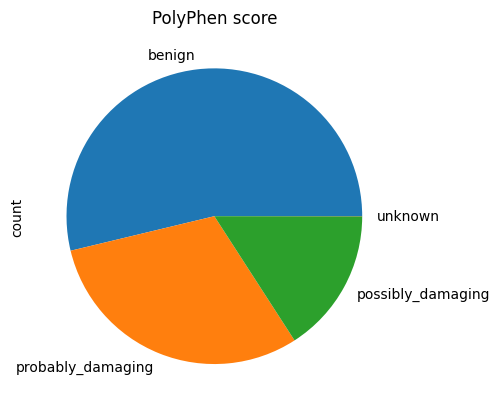 PolyPhen score
benign
count
unknown
possibly_damaging
probably_damaging